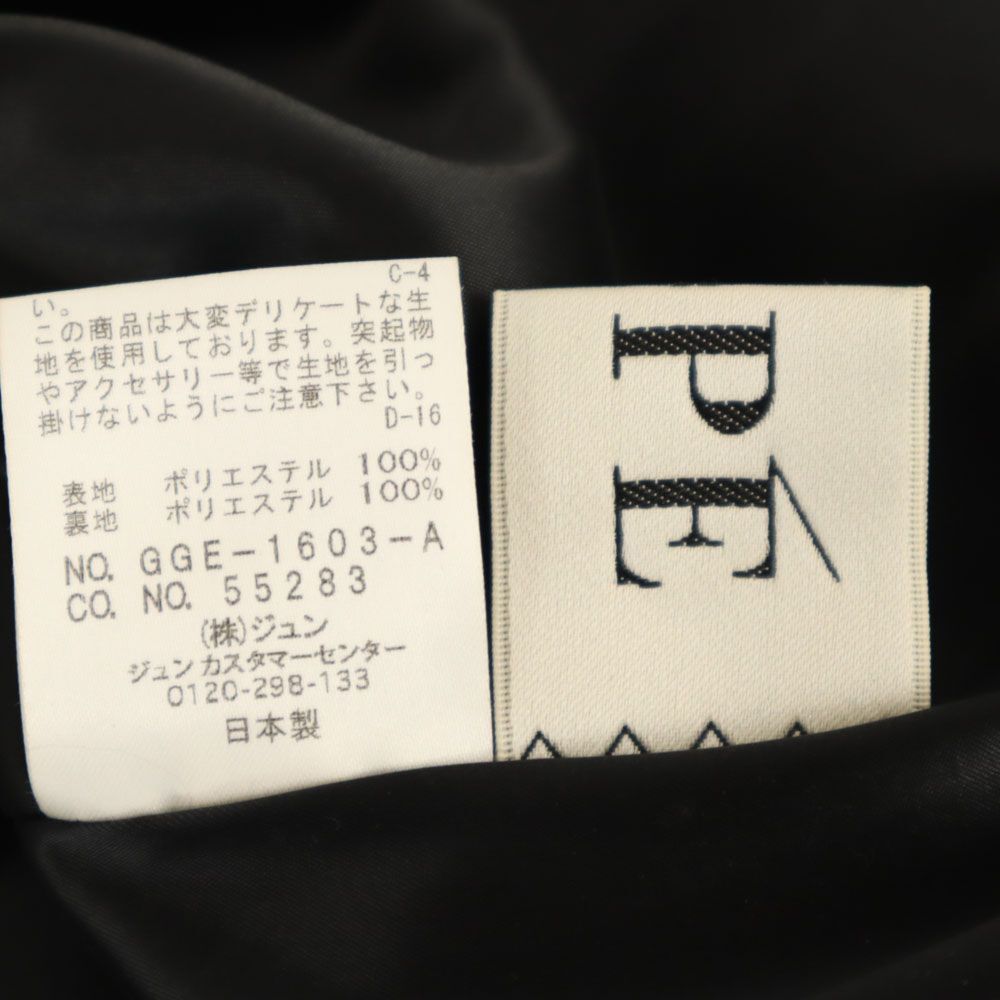 C-4
い。
この商品は大変デリケートな生
地を使用しております。突起物
やアクセサリー等で生地を引っ
掛けないようにご注意下さい。
D-16
表地 ポリエステル 100%
裏地 ポリエステル 100%
NO. GGE-1603-A
CO. NO. 55283
(株)ジュン
ジュンカスタマーセンター
0120-298-133
日本製
PÉ